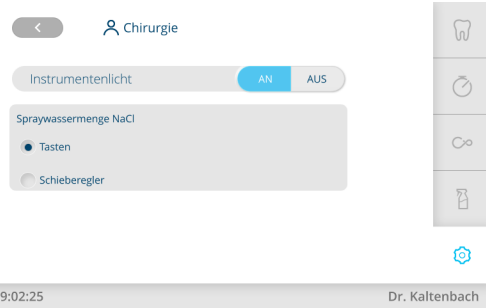 Chirurgie
Instrumentenlicht AN AUS
Spraywassermenge NaCl
Tasten
Schieberegler
9:02:25 Dr. Kaltenbach